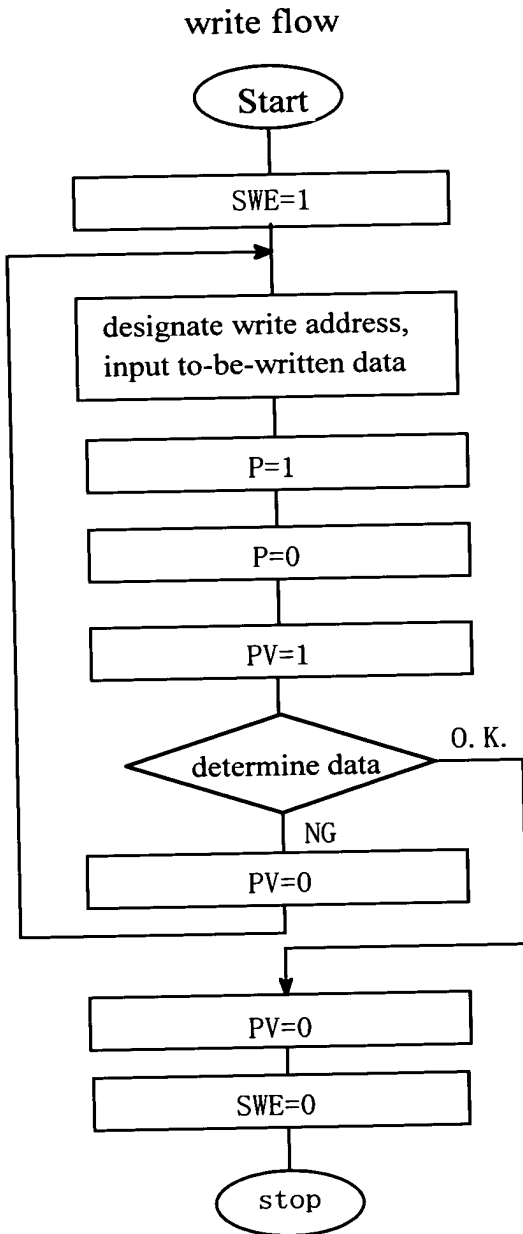 write flow
Start
SWE=1
designate write address,
input to-be-written data
P=1
P=0
PV=1
determine data
O. K.
NG
PV=0
PV=0
SWE=0
stop